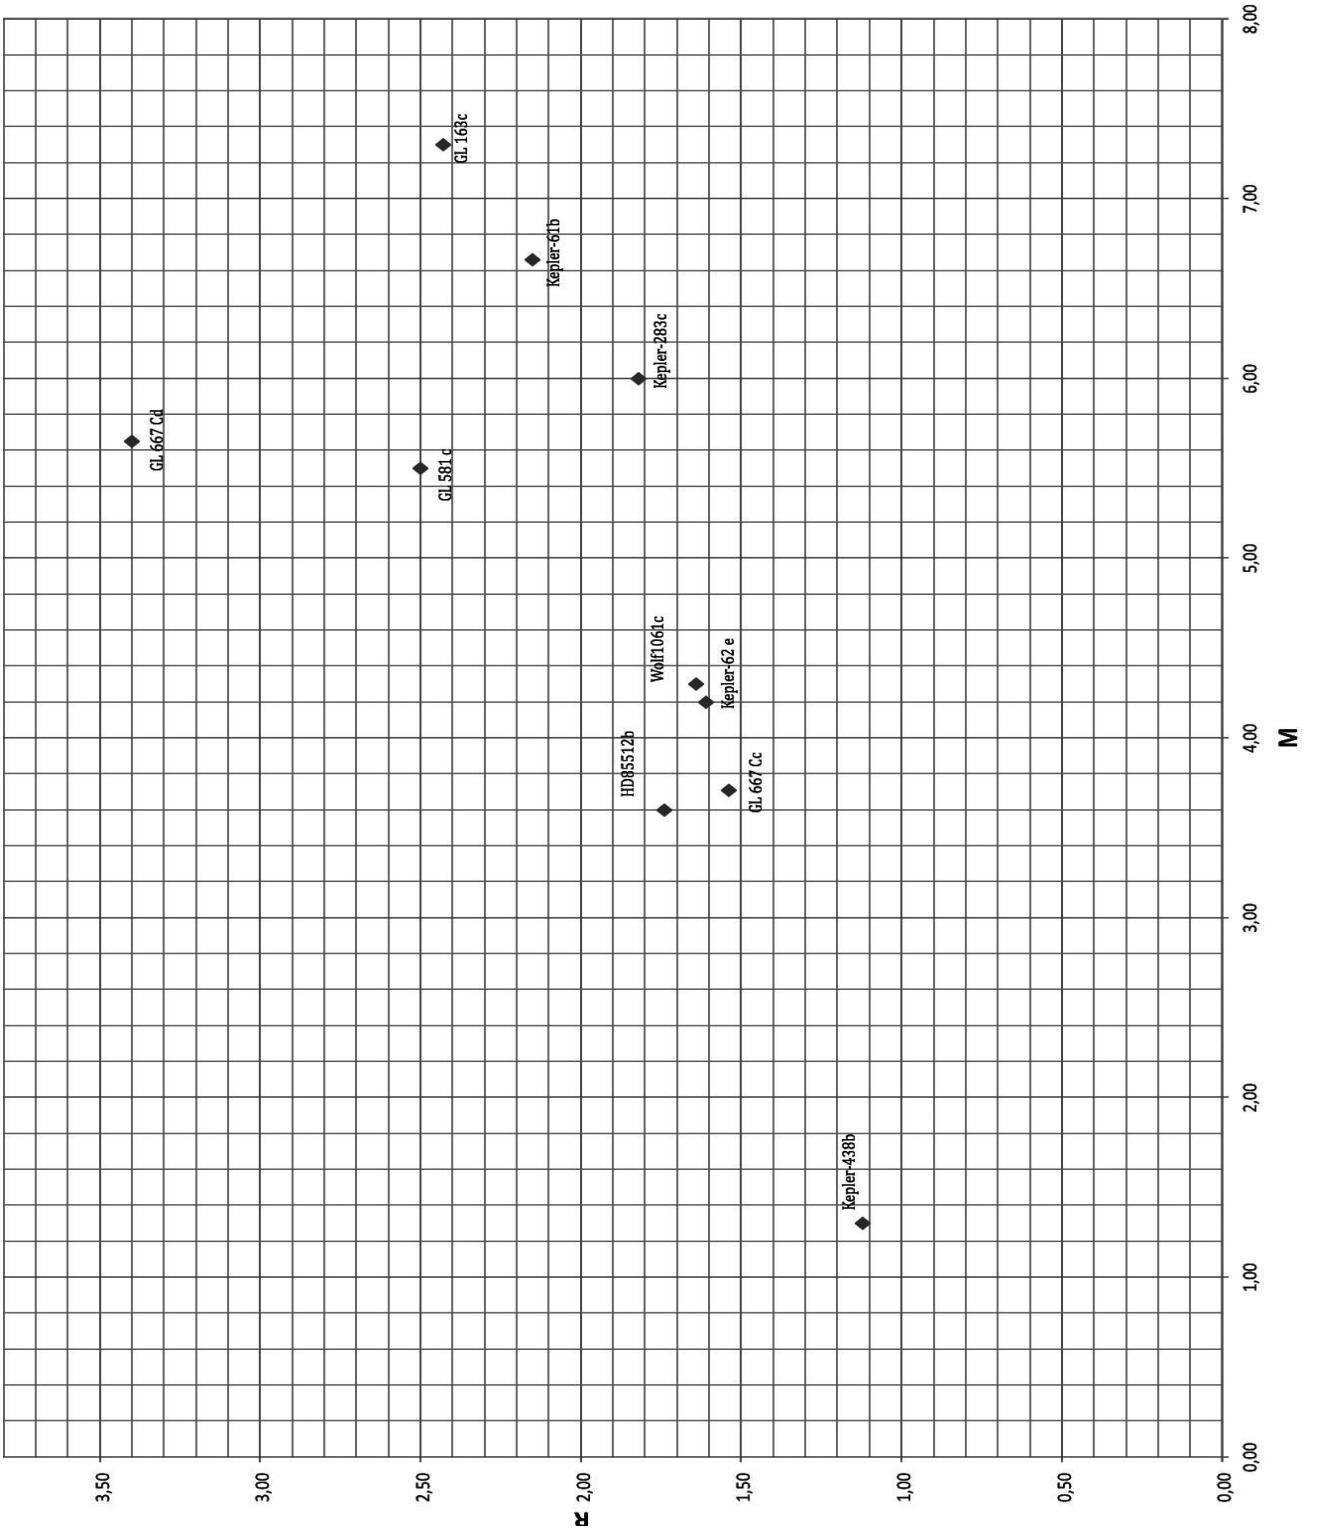 3,50
3,00
2,50
2,00
1,50
1,00
0,50
0,00
R
GL 667 Cd
GL 581 c
GL 163c
Kepler-61b
Kepler-283c
Wolf1061c
Kepler-62 e
HD85512b
GL 667 Cc
Kepler-438b
0,00
1,00
2,00
3,00
4,00
5,00
6,00
7,00
8,00
M